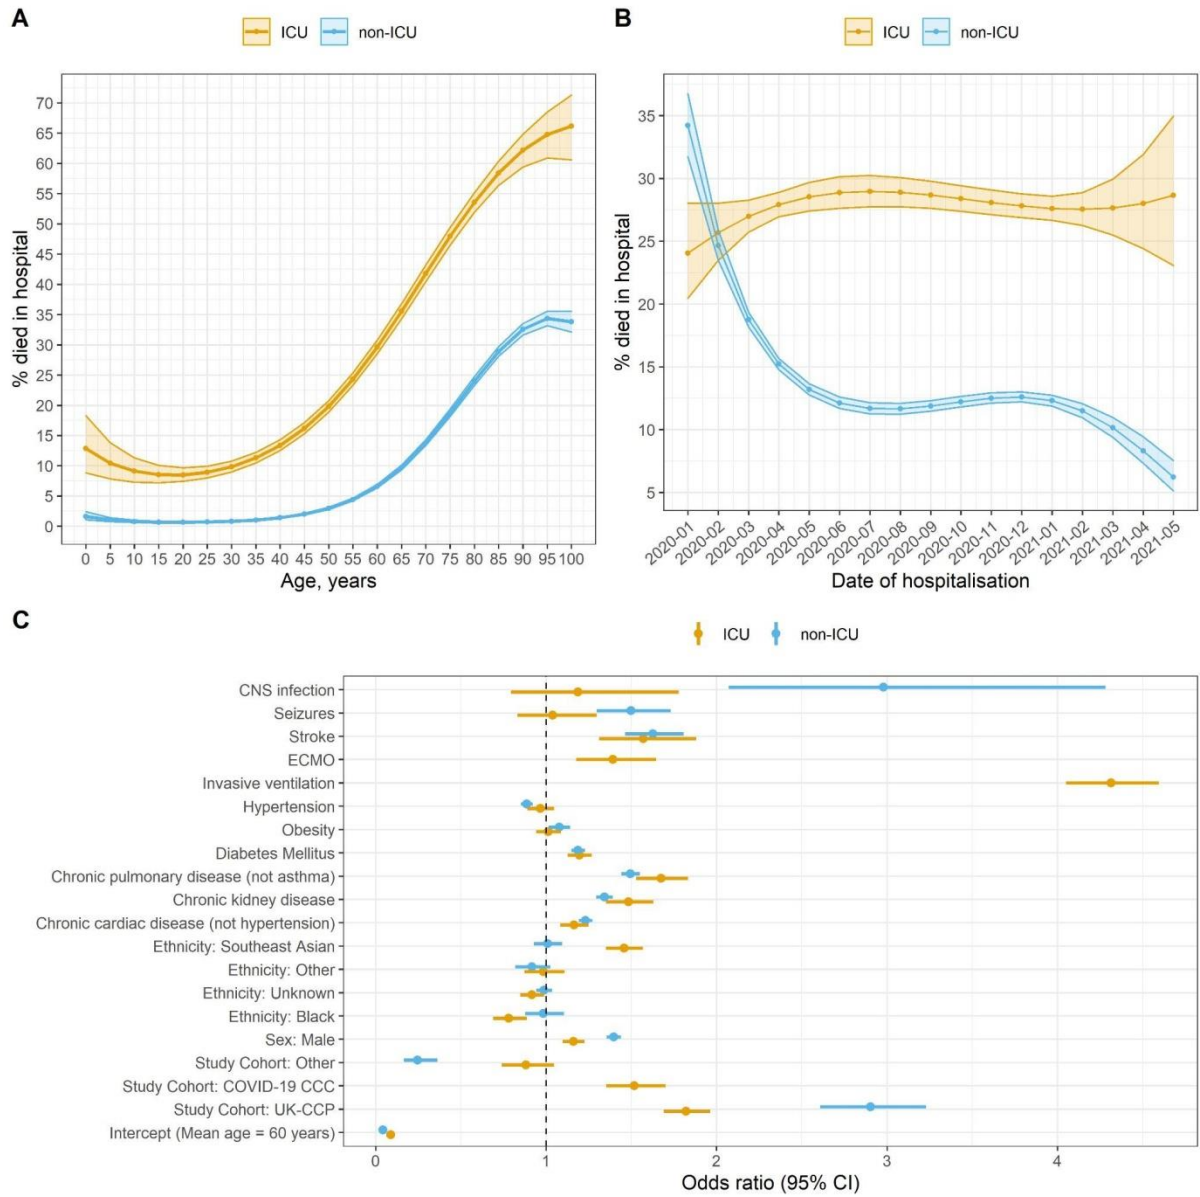 A
ICU
non-ICU
% died in hospital
70
65
60
55
50
45
40
35
30
25
20
15
10
5
0
0 5 10 15 20 25 30 35 40 45 50 55 60 65 70 75 80 85 90 95 100
Age, years
B
ICU
non-ICU
% died in hospital
35
30
25
20
15
10
5
2020-01
2020-02
2020-03
2020-04
2020-05
2020-06
2020-07
2020-08
2020-09
2020-10
2020-11
2020-12
2021-01
2021-02
2021-03
2021-04
2021-05
Date of hospitalisation
C
ICU
non-ICU
CNS infection
Seizures
Stroke
ECMO
Invasive ventilation
Hypertension
Obesity
Diabetes Mellitus
Chronic pulmonary disease (not asthma)
Chronic kidney disease
Chronic cardiac disease (not hypertension)
Ethnicity: Southeast Asian
Ethnicity: Other
Ethnicity: Unknown
Ethnicity: Black
Sex: Male
Study Cohort: Other
Study Cohort: COVID-19 CCC
Study Cohort: UK-CCP
Intercept (Mean age = 60 years)
0 1 2 3 4
Odds ratio (95% CI)